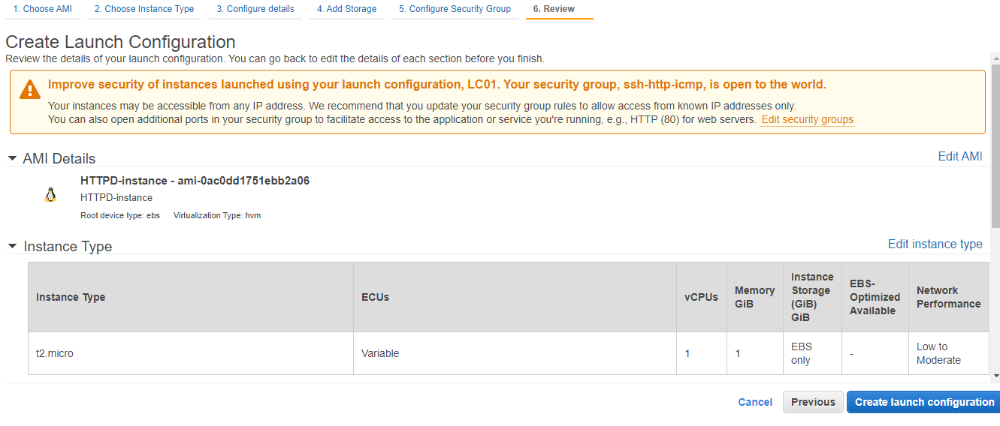 1. Choose AMI 2. Choose Instance Type 3. Configure details 4. Add Storage 5. Configure Security Group 6. Review
Create Launch Configuration
Review the details of your launch configuration. You can go back to edit the details of each section before you finish.
Improve security of instances launched using your launch configuration, LC01. Your security group, ssh-http-icmp, is open to the world.
Your instances may be accessible from any IP address. We recommend that you update your security group rules to allow access from known IP addresses only.
You can also open additional ports in your security group to facilitate access to the application or service you're running, e.g., HTTP (80) for web servers. Edit security groups
AMI Details Edit AMI
HTTPD-instance - ami-0ac0dd1751ebb2a06
HTTPD-instance
Root device type: ebs Virtualization Type: hvm
Instance Type Edit instance type
Instance Type ECUs vCPUs Memory GiB Instance Storage (GiB) GiB EBS-Optimized Available Network Performance
t2.micro Variable 1 1 EBS only - Low to Moderate
Cancel Previous Create launch configuration